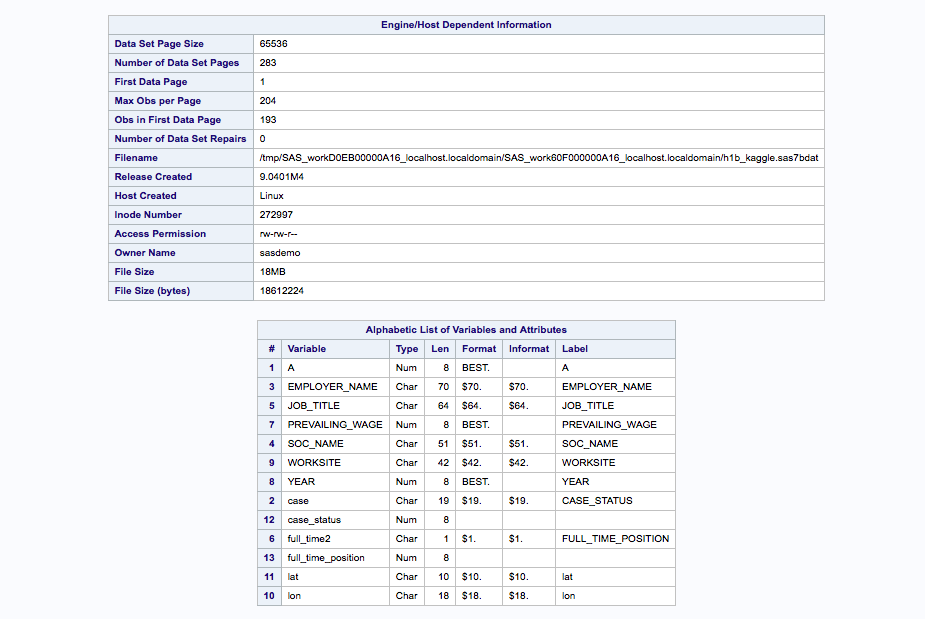 Engine/Host Dependent Information
Data Set Page Size 65536
Number of Data Set Pages 283
First Data Page 1
Max Obs per Page 204
Obs in First Data Page 193
Number of Data Set Repairs 0
Filename /tmp/SAS_workD0EB00000A16_localhost.localdomain/SAS_work60F000000A16_localhost.localdomain/h1b_kaggle.sas7bdat
Release Created 9.0401M4
Host Created Linux
Inode Number 272997
Access Permission rw-rw-r--
Owner Name sasdemo
File Size 18MB
File Size (bytes) 18612224
Alphabetic List of Variables and Attributes
# Variable Type Len Format Informat Label
1 A Num 8 BEST. A
3 EMPLOYER_NAME Char 70 $70. $70. EMPLOYER_NAME
5 JOB_TITLE Char 64 $64. $64. JOB_TITLE
7 PREVAILING_WAGE Num 8 BEST. PREVAILING_WAGE
4 SOC_NAME Char 51 $51. $51. SOC_NAME
9 WORKSITE Char 42 $42. $42. WORKSITE
8 YEAR Num 8 BEST. YEAR
2 case Char 19 $19. $19. CASE_STATUS
12 case_status Num 8
6 full_time2 Char 1 $1. $1. FULL_TIME_POSITION
13 full_time_position Num 8
11 lat Char 10 $10. $10. lat
10 lon Char 18 $18. $18. lon